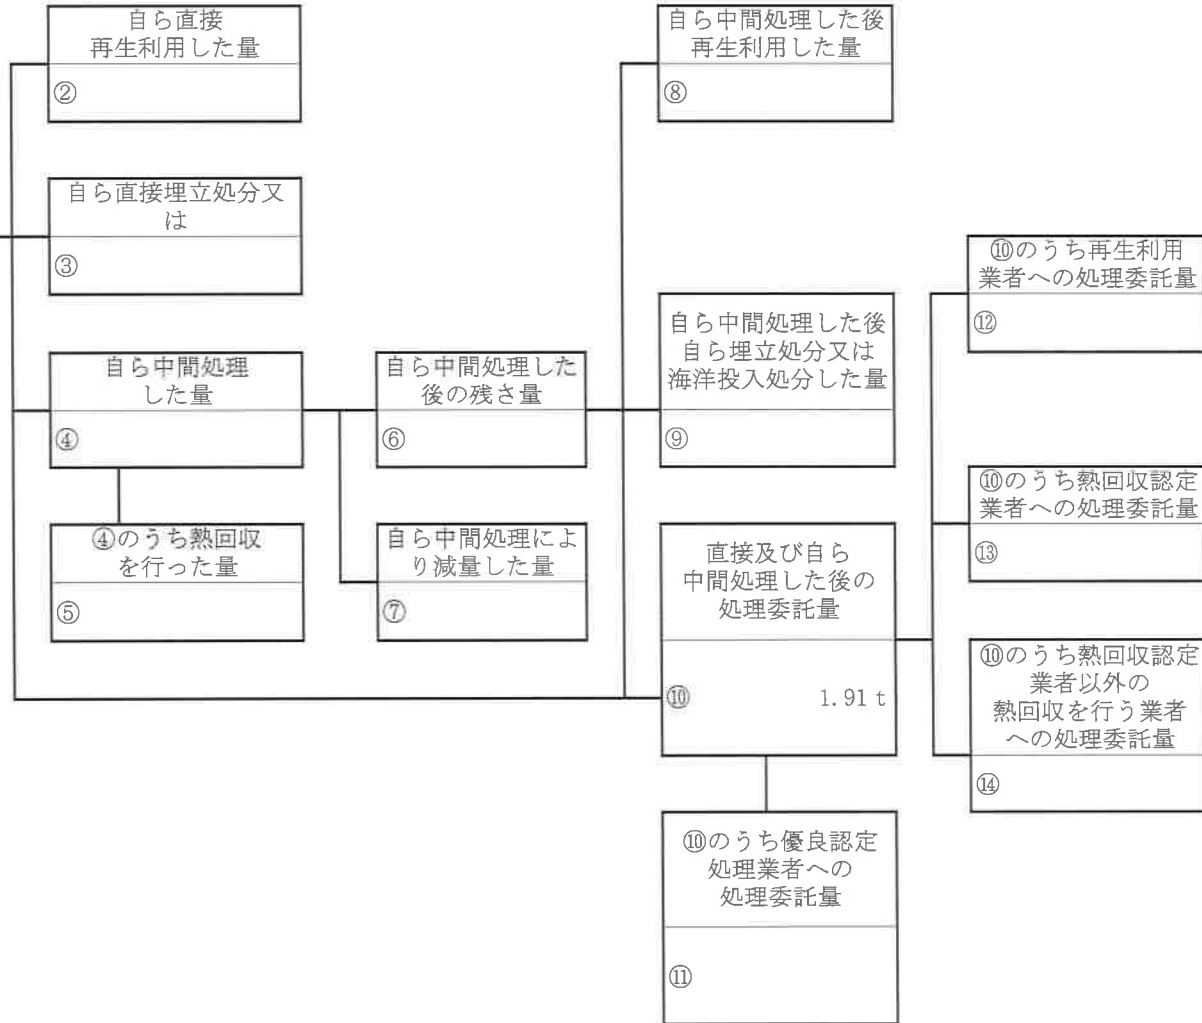 自ら直接
再生利用した量
②
自ら直接埋立処分又
は
③
自ら中間処理
した量
④
④のうち熱回収
を行った量
⑤
自ら中間処理した
後の残さ量
⑥
自ら中間処理によ
り減量した量
⑦
自ら中間処理した後
再生利用した量
⑧
自ら中間処理した後
自ら埋立処分又は
海洋投入処分した量
⑨
直接及び自ら
中間処理した後の
処理委託量
⑩ 1.91 t
⑩のうち優良認定
処理業者への
処理委託量
⑪
⑩のうち再生利用
業者への処理委託量
⑫
⑩のうち熱回収認定
業者への処理委託量
⑬
⑩のうち熱回収認定
業者以外の
熱回収を行う業者
への処理委託量
⑭